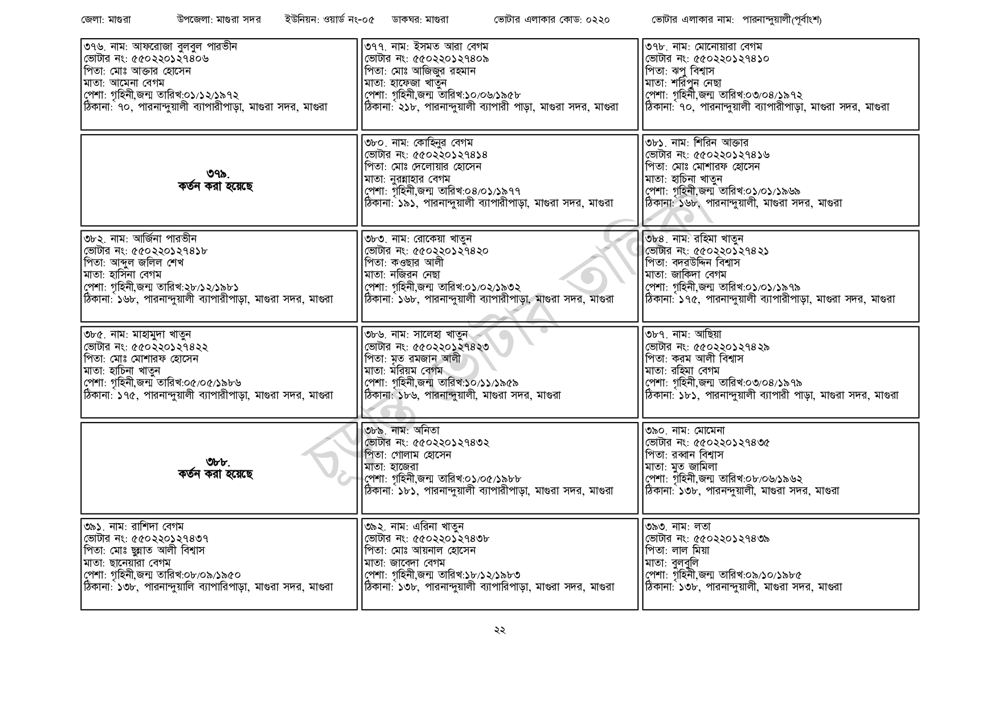 জেলা: মাগুরা উপজেলা: মাগুরা সদর ইউনিয়ন: ওয়ার্ড নং-০৫ ডাকঘর: মাগুরা ভোটার এলাকার কোড: ০২২০ ভোটার এলাকার নাম: পারনান্দুয়ালী(পূর্বাংশ)
৩৭৬. নাম: আফরোজা বুলবুল পারভীন
ভোটার নং: ৫৫০২২০১২৭৪০৬
পিতা: মোঃ আক্তার হোসেন
মাতা: আমেনা বেগম
পেশা: গৃহিনী,জন্ম তারিখ:০১/১২/১৯৭২
ঠিকানা: ৭০, পারনান্দুয়ালী ব্যাপারীপাড়া, মাগুরা সদর, মাগুরা
৩৭৭. নাম: ইসমত আরা বেগম
ভোটার নং: ৫৫০২২০১২৭৪০৯
পিতা: মোঃ আজিজুর রহমান
মাতা: হাফেজা খাতুন
পেশা: গৃহিনী,জন্ম তারিখ:১০/০৬/১৯৫৮
ঠিকানা: ২১৮, পারনান্দুয়ালী ব্যাপারী পাড়া, মাগুরা সদর, মাগুরা
৩৭৮. নাম: মোনোয়ারা বেগম
ভোটার নং: ৫৫০২২০১২৭৪১০
পিতা: ঝপু বিশ্বাস
মাতা: শরিপুন নেছা
পেশা: গৃহিনী,জন্ম তারিখ:০৩/০৪/১৯৭২
ঠিকানা: ৭০, পারনান্দুয়ালী ব্যাপারীপাড়া, মাগুরা সদর, মাগুরা
৩৭৯.
কর্তন করা হয়েছে
৩৮০. নাম: কোহিনুর বেগম
ভোটার নং: ৫৫০২২০১২৭৪১৪
পিতা: মোঃ দেলোয়ার হোসেন
মাতা: নুরন্নাহার বেগম
পেশা: গৃহিনী,জন্ম তারিখ:০৪/০১/১৯৭৭
ঠিকানা: ১৯১, পারনান্দুয়ালী ব্যাপারীপাড়া, মাগুরা সদর, মাগুরা
৩৮১. নাম: শিরিন আক্তার
ভোটার নং: ৫৫০২২০১২৭৪১৬
পিতা: মোঃ মোশারফ হোসেন
মাতা: হাচিনা খাতুন
পেশা: গৃহিনী,জন্ম তারিখ:০১/০১/১৯৬৯
ঠিকানা: ১৬৮, পারনান্দুয়ালী, মাগুরা সদর, মাগুরা
৩৮২. নাম: আর্জিনা পারভীন
ভোটার নং: ৫৫০২২০১২৭৪১৮
পিতা: আব্দুল জলিল শেখ
মাতা: হাসিনা বেগম
পেশা: গৃহিনী,জন্ম তারিখ:২৮/১২/১৯৮১
ঠিকানা: ১৬৮, পারনান্দুয়ালী ব্যাপারীপাড়া, মাগুরা সদর, মাগুরা
৩৮৩. নাম: রোকেয়া খাতুন
ভোটার নং: ৫৫০২২০১২৭৪২০
পিতা: কওছার আলী
মাতা: নজিরন নেছা
পেশা: গৃহিনী,জন্ম তারিখ:০১/০২/১৯৩২
ঠিকানা: ১৬৮, পারনান্দুয়ালী ব্যাপারীপাড়া, মাগুরা সদর, মাগুরা
৩৮৪. নাম: রহিমা খাতুন
ভোটার নং: ৫৫০২২০১২৭৪২১
পিতা: বদরউদ্দিন বিশ্বাস
মাতা: জাকিদা বেগম
পেশা: গৃহিনী,জন্ম তারিখ:০১/০১/১৯৭৯
ঠিকানা: ১৭৫, পারনান্দুয়ালী ব্যাপারীপাড়া, মাগুরা সদর, মাগুরা
৩৮৫. নাম: মাহামুদা খাতুন
ভোটার নং: ৫৫০২২০১২৭৪২২
পিতা: মোঃ মোশারফ হোসেন
মাতা: হাচিনা খাতুন
পেশা: গৃহিনী,জন্ম তারিখ:০৫/০৫/১৯৮৬
ঠিকানা: ১৭৫, পারনান্দুয়ালী ব্যাপারীপাড়া, মাগুরা সদর, মাগুরা
৩৮৬. নাম: সালেহা খাতুন
ভোটার নং: ৫৫০২২০১২৭৪২৩
পিতা: মৃত রমজান আলী
মাতা: মরিয়ম বেগম
পেশা: গৃহিনী,জন্ম তারিখ:১০/১১/১৯৫৯
ঠিকানা: ১৮৬, পারনান্দুয়ালী, মাগুরা সদর, মাগুরা
৩৮৭. নাম: আছিয়া
ভোটার নং: ৫৫০২২০১২৭৪২৯
পিতা: করম আলী বিশ্বাস
মাতা: রহিমা বেগম
পেশা: গৃহিনী,জন্ম তারিখ:০৩/০৪/১৯৭৯
ঠিকানা: ১৮১, পারনান্দুয়ালী ব্যাপারী পাড়া, মাগুরা সদর, মাগুরা
৩৮৮.
কর্তন করা হয়েছে
৩৮৯. নাম: অনিতা
ভোটার নং: ৫৫০২২০১২৭৪৩২
পিতা: গোলাম হোসেন
মাতা: হাজেরা
পেশা: গৃহিনী,জন্ম তারিখ:০১/০৫/১৯৮৮
ঠিকানা: ১৮১, পারনান্দুয়ালী ব্যাপারীপাড়া, মাগুরা সদর, মাগুরা
৩৯০. নাম: মোমেনা
ভোটার নং: ৫৫০২২০১২৭৪৩৫
পিতা: রব্বান বিশ্বাস
মাতা: মুত জামিলা
পেশা: গৃহিনী,জন্ম তারিখ:০৮/০৬/১৯৬২
ঠিকানা: ১৩৮, পারনন্দুয়ালী, মাগুরা সদর, মাগুরা
৩৯১. নাম: রাশিদা বেগম
ভোটার নং: ৫৫০২২০১২৭৪৩৭
পিতা: মোঃ ছুন্নাত আলী বিশ্বাস
মাতা: ছানেয়ারা বেগম
পেশা: গৃহিনী,জন্ম তারিখ:০৮/০৯/১৯৫০
ঠিকানা: ১৩৮, পারনান্দুয়ালি ব্যাপারিপাড়া, মাগুরা সদর, মাগুরা
৩৯২. নাম: এরিনা খাতুন
ভোটার নং: ৫৫০২২০১২৭৪৩৮
পিতা: মোঃ আয়নাল হোসেন
মাতা: জাবেদা বেগম
পেশা: গৃহিনী,জন্ম তারিখ:১৮/১২/১৯৮৩
ঠিকানা: ১৩৮, পারনান্দুয়ালী ব্যাপারিপাড়া, মাগুরা সদর, মাগুরা
৩৯৩. নাম: লতা
ভোটার নং: ৫৫০২২০১২৭৪৩৯
পিতা: লাল মিয়া
মাতা: বুলবুলি
পেশা: গৃহিনী,জন্ম তারিখ:০৯/১০/১৯৮৫
ঠিকানা: ১৩৮, পারনান্দুয়ালী, মাগুরা সদর, মাগুরা
চূড়ান্ত ভোটার তালিকা
২২